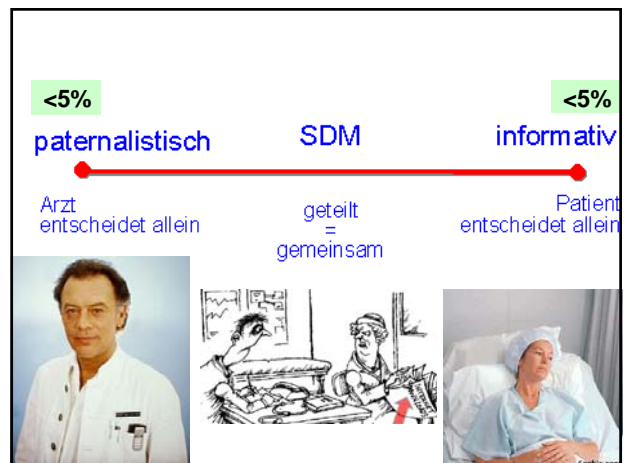 <5%
<5%
paternalistisch
SDM
informativ
Arzt
entscheidet allein
geteilt
=
gemeinsam
Patient
entscheidet allein